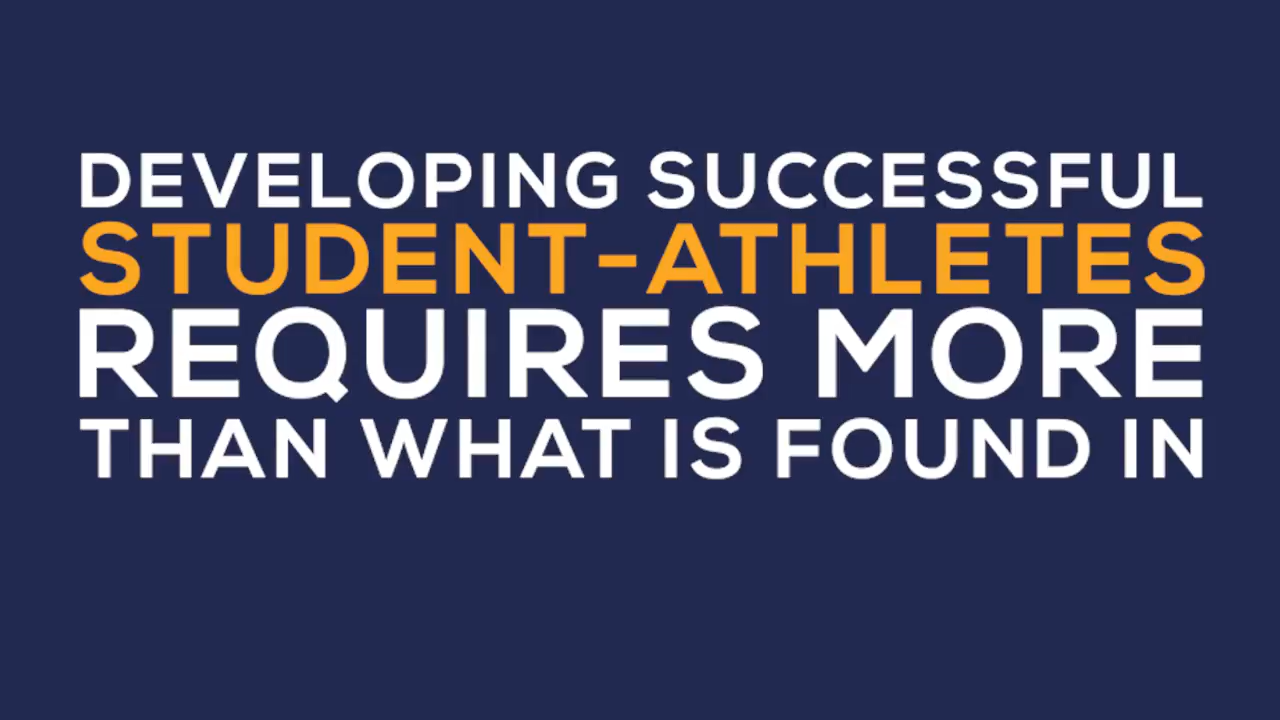 DEVELOPING SUCCESSFUL
STUDENT-ATHLETES
REQUIRES MORE
THAN WHAT IS FOUND IN